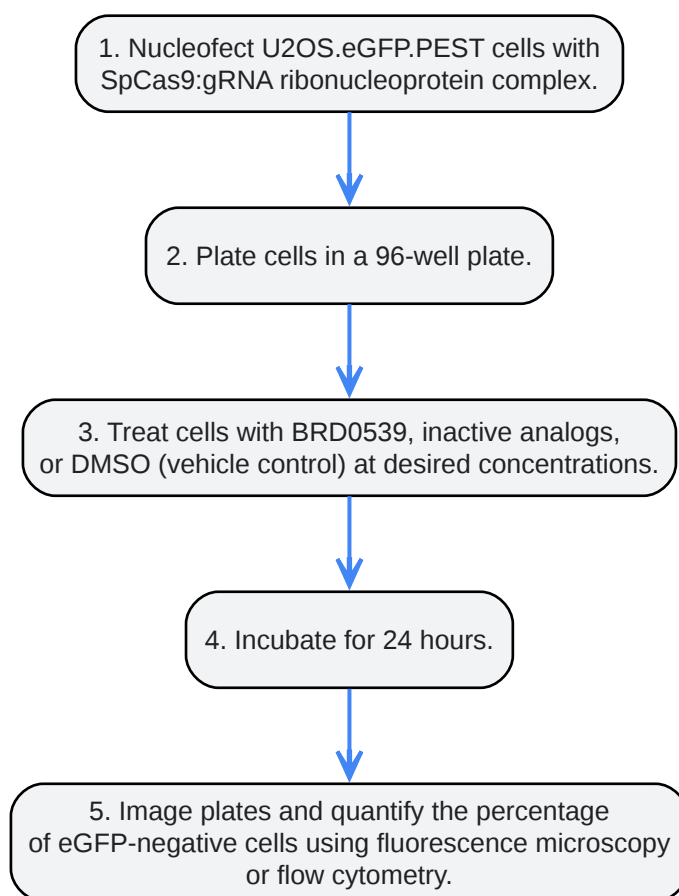 1. Nucleofect U2OS.eGFP.PEST cells with
SpCas9:gRNA ribonucleoprotein complex.
2. Plate cells in a 96-well plate.
3. Treat cells with BRD0539, inactive analogs,
or DMSO (vehicle control) at desired concentrations.
4. Incubate for 24 hours.
5. Image plates and quantify the percentage
of eGFP-negative cells using fluorescence microscopy
or flow cytometry.